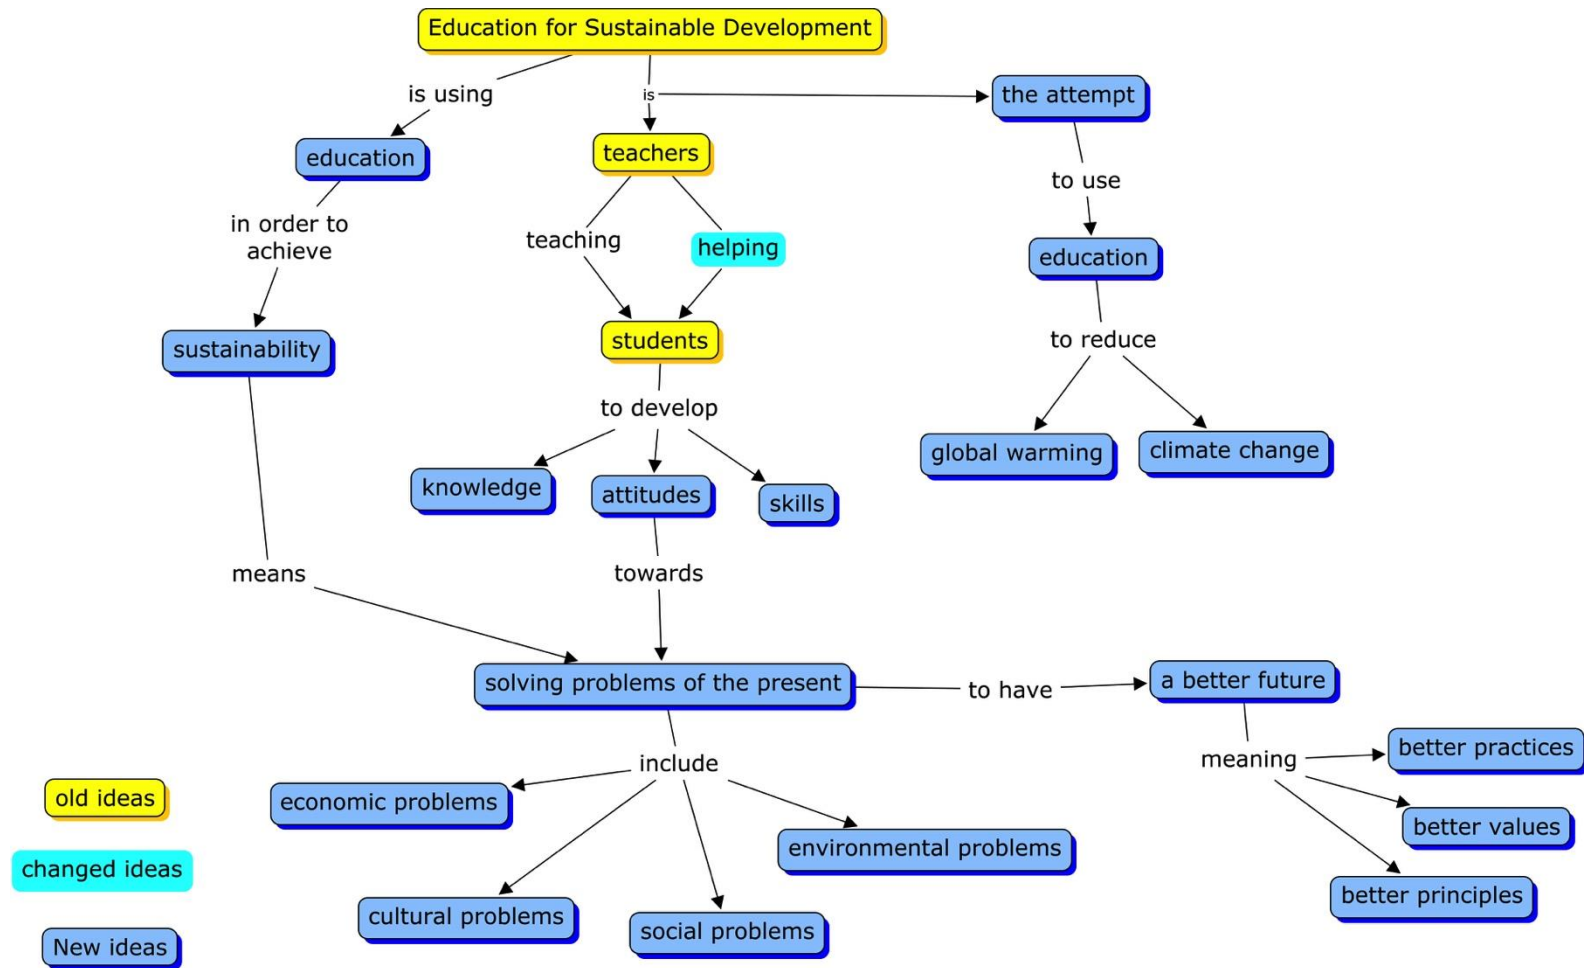 Education for Sustainable Development
is using
is
the attempt
education
teachers
to use
in order to
achieve
teaching
helping
education
sustainability
students
to reduce
to develop
global warming
climate change
knowledge
attitudes
skills
means
towards
solving problems of the present
to have
a better future
include
meaning
better practices
old ideas
economic problems
better values
environmental problems
changed ideas
better principles
cultural problems
social problems
New ideas